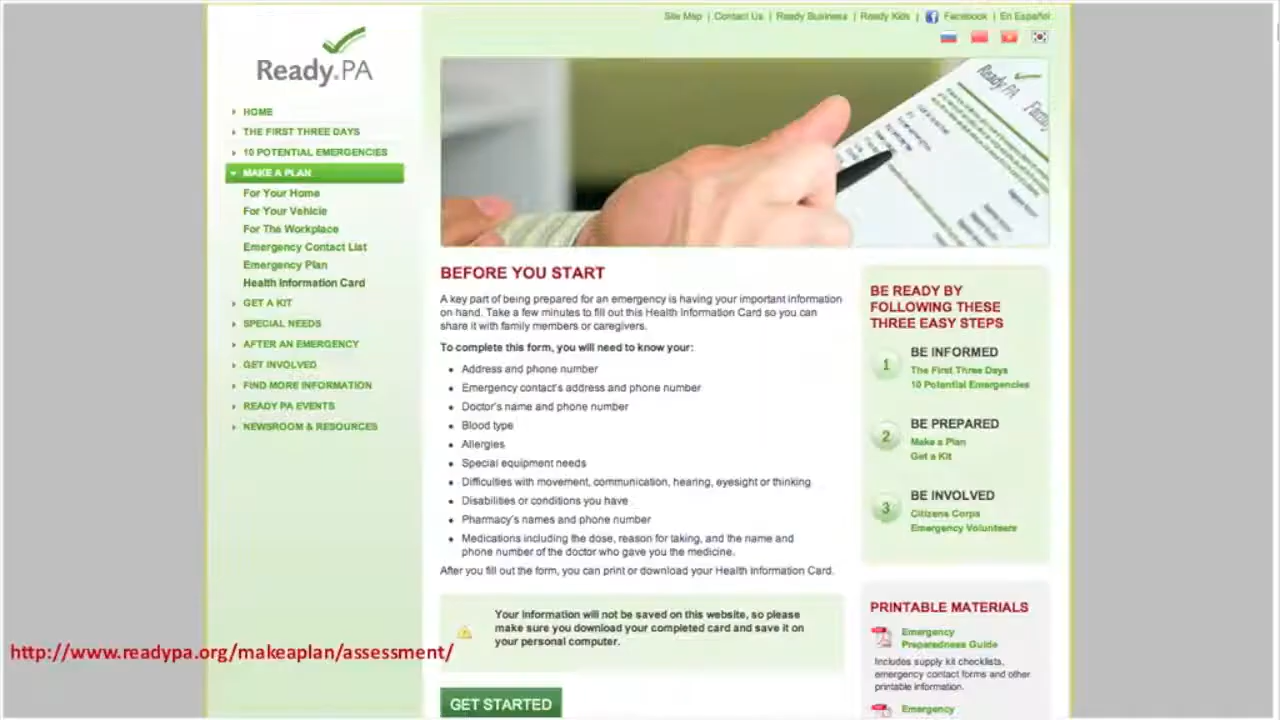 Site Map | Contact Us | Ready Business | Ready Kids | Facebook | En Español
Ready.PA
HOME
THE FIRST THREE DAYS
10 POTENTIAL EMERGENCIES
MAKE A PLAN
For Your Home
For Your Vehicle
For The Workplace
Emergency Contact List
Emergency Plan
Health Information Card
GET A KIT
SPECIAL NEEDS
AFTER AN EMERGENCY
GET INVOLVED
FIND MORE INFORMATION
READY PA EVENTS
NEWSROOM & RESOURCES
Ready PA
BEFORE YOU START
A key part of being prepared for an emergency is having your important information
on hand. Take a few minutes to fill out this Health Information Card so you can
share it with family members or caregivers.
To complete this form, you will need to know your:
Address and phone number
Emergency contact's address and phone number
Doctor's name and phone number
Blood type
Allergies
Special equipment needs
Difficulties with movement, communication, hearing, eyesight or thinking
Disabilities or conditions you have
Pharmacy's names and phone number
Medications including the dose, reason for taking, and the name and
phone number of the doctor who gave you the medicine.
After you fill out the form, you can print or download your Health Information Card.
Your information will not be saved on this website, so please
make sure you download your completed card and save it on
your personal computer.
GET STARTED
BE READY BY
FOLLOWING THESE
THREE EASY STEPS
1
BE INFORMED
The First Three Days
10 Potential Emergencies
2
BE PREPARED
Make a Plan
Get a Kit
3
BE INVOLVED
Citizens Corps
Emergency Volunteers
PRINTABLE MATERIALS
Emergency
Preparedness Guide
Includes supply kit checklists,
emergency contact forms and other
printable information.
Emergency
http://www.readypa.org/makeaplan/assessment/